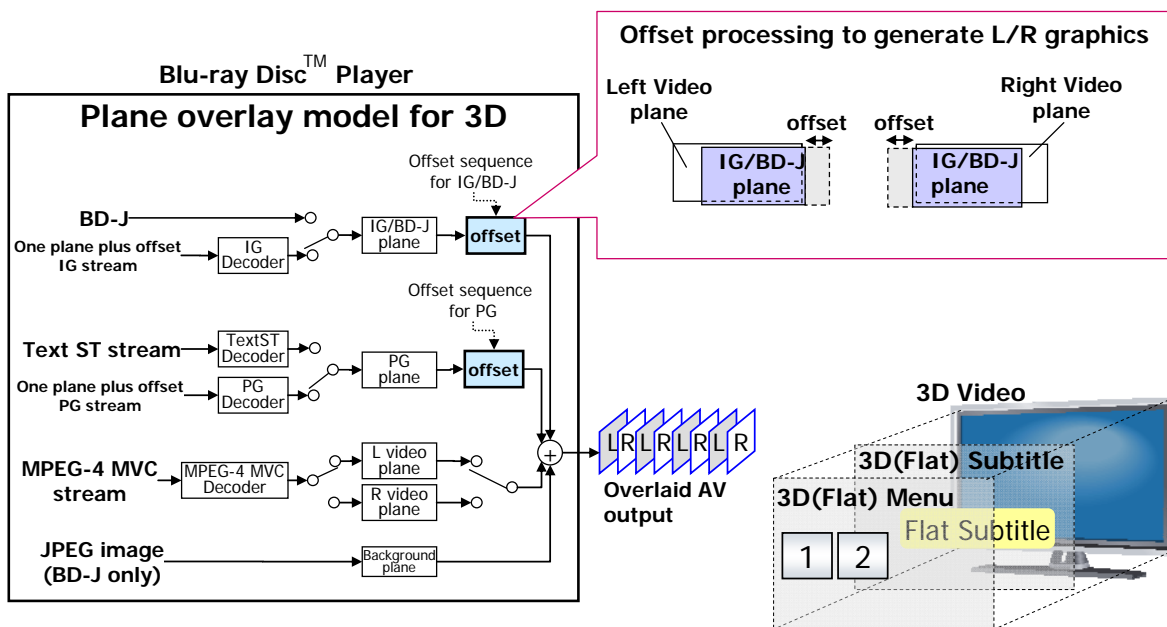 Offset processing to generate L/R graphics
Left Video
plane
Right Video
plane
offset
offset
IG/BD-J
plane
IG/BD-J
plane
Blu-ray Disc™ Player
Plane overlay model for 3D
Offset sequence
for IG/BD-J
BD-J
One plane plus offset
IG stream
IG
Decoder
IG/BD-J
plane
offset
Offset sequence
for PG
Text ST stream
TextST
Decoder
One plane plus offset
PG stream
PG
Decoder
PG
plane
offset
MPEG-4 MVC
stream
MPEG-4 MVC
Decoder
L video
plane
R video
plane
+
JPEG image
(BD-J only)
Background
plane
L R L R L R L R
Overlaid AV
output
3D Video
3D(Flat) Subtitle
3D(Flat) Menu
Flat Subtitle
1 2